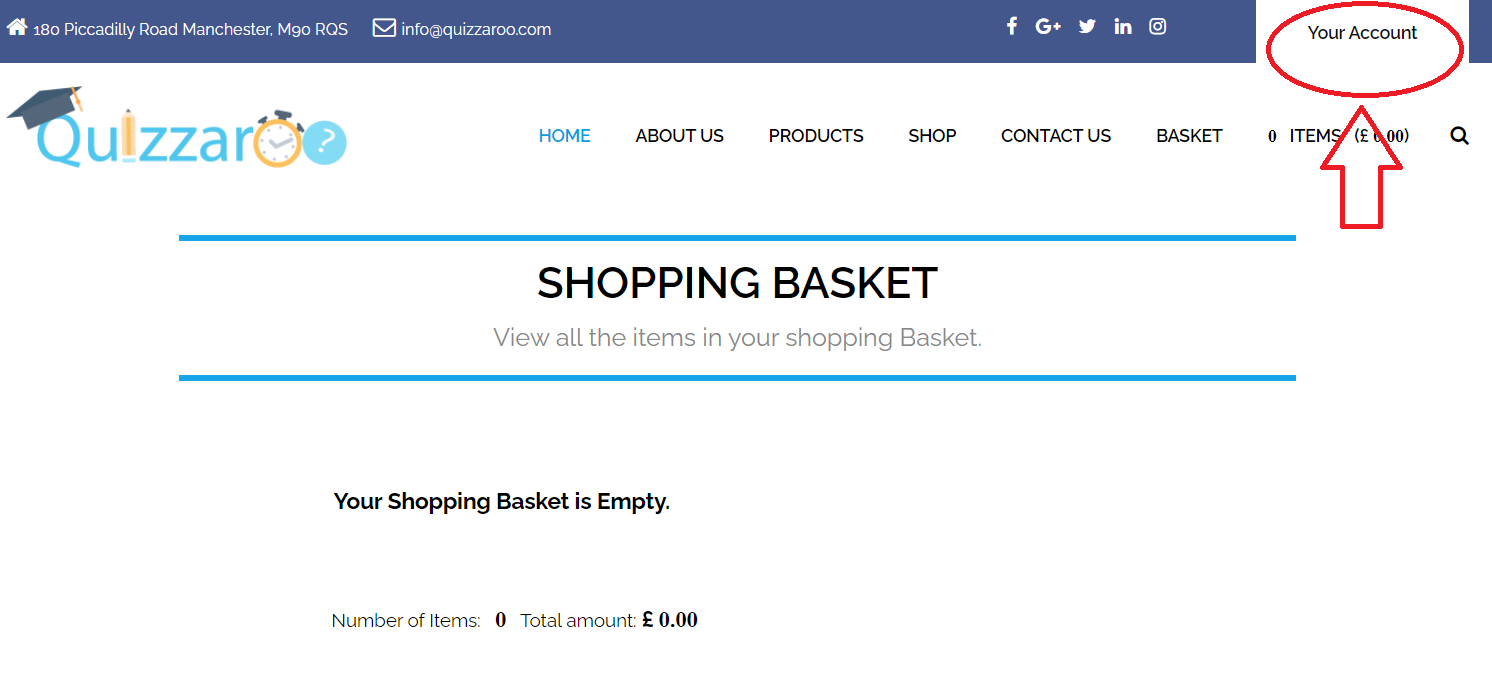 180 Piccadilly Road Manchester, M90 RQS info@quizzaroo.com Your Account
Quizzaroo ?
HOME ABOUT US PRODUCTS SHOP CONTACT US BASKET 0 ITEMS (£ 0.00)
SHOPPING BASKET
View all the items in your shopping Basket.
Your Shopping Basket is Empty.
Number of Items: 0 Total amount: £ 0.00